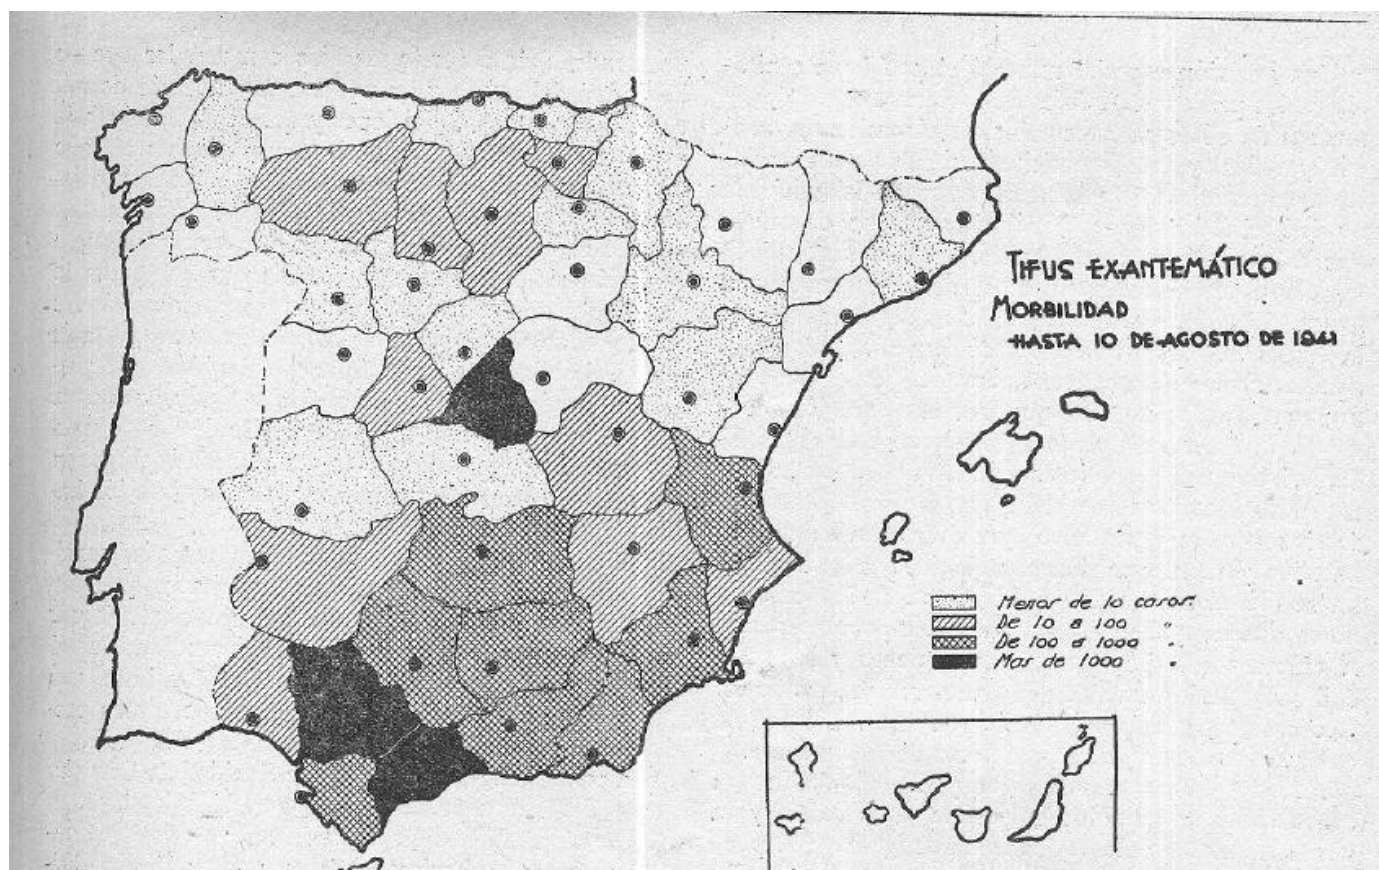 TIFUS EXANTEMÁTICO
MORBILIDAD
HASTA 10 DE AGOSTO DE 1941
Menos de 10 casos.
De 10 a 100 "
De 100 a 1000 "
Mas de 1000 "